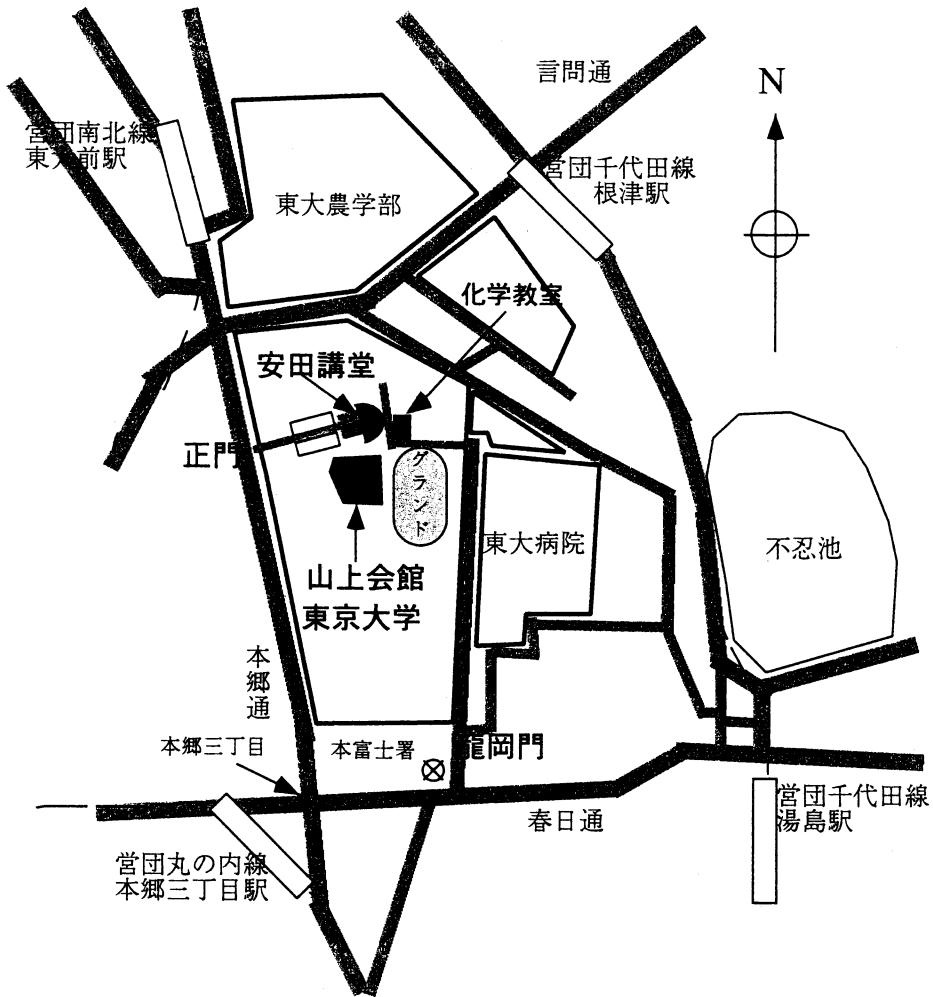 言問通
N
営団南北線
東大前駅
営団千代田線
根津駅
東大農学部
化学教室
安田講堂
正門
グランド
東大病院
不忍池
山上会館
東京大学
本郷通
本郷三丁目
本富士署
龍岡門
営団千代田線
湯島駅
春日通
営団丸の内線
本郷三丁目駅